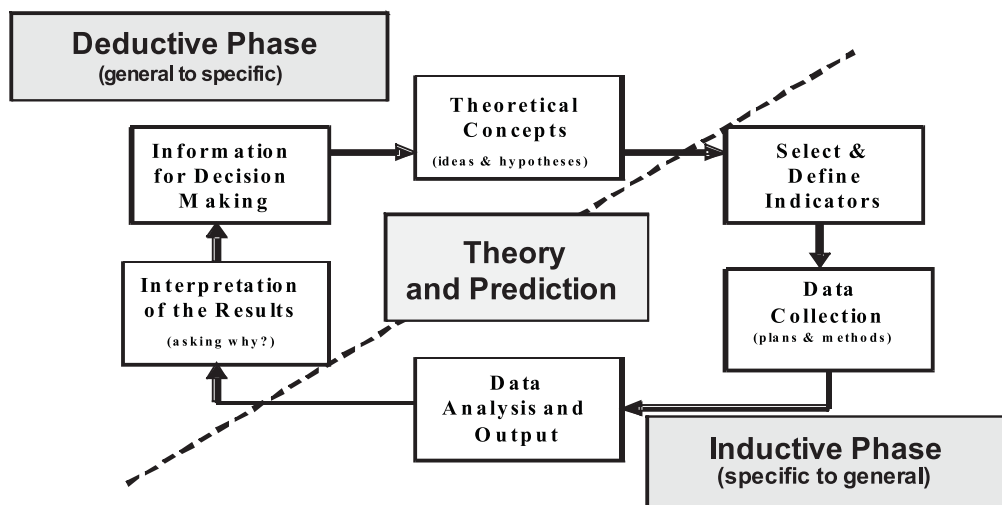 Deductive Phase
(general to specific)
Theoretical
Concepts
(ideas & hypotheses)
Information
for Decision
Making
Select &
Define
Indicators
Theory
and Prediction
Interpretation
of the Results
(asking why?)
Data
Collection
(plans & methods)
Data
Analysis and
Output
Inductive Phase
(specific to general)